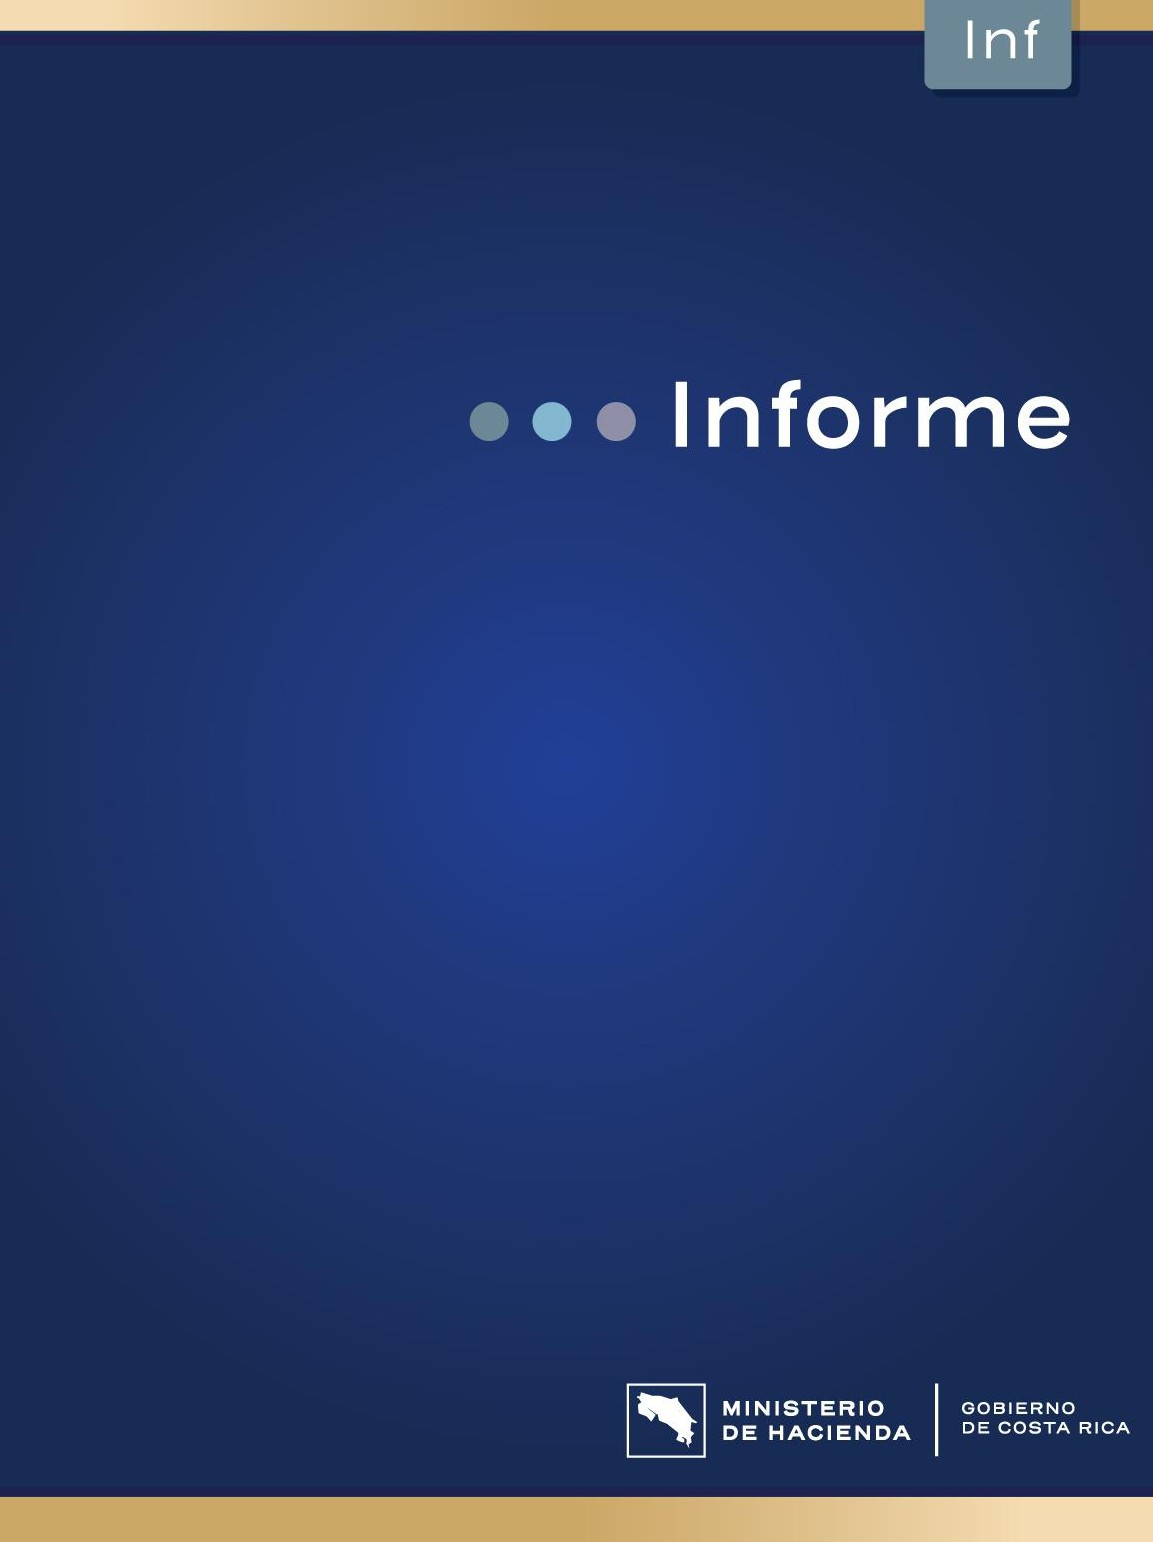 Inf
Informe
MINISTERIO
DE HACIENDA
GOBIERNO
DE COSTA RICA